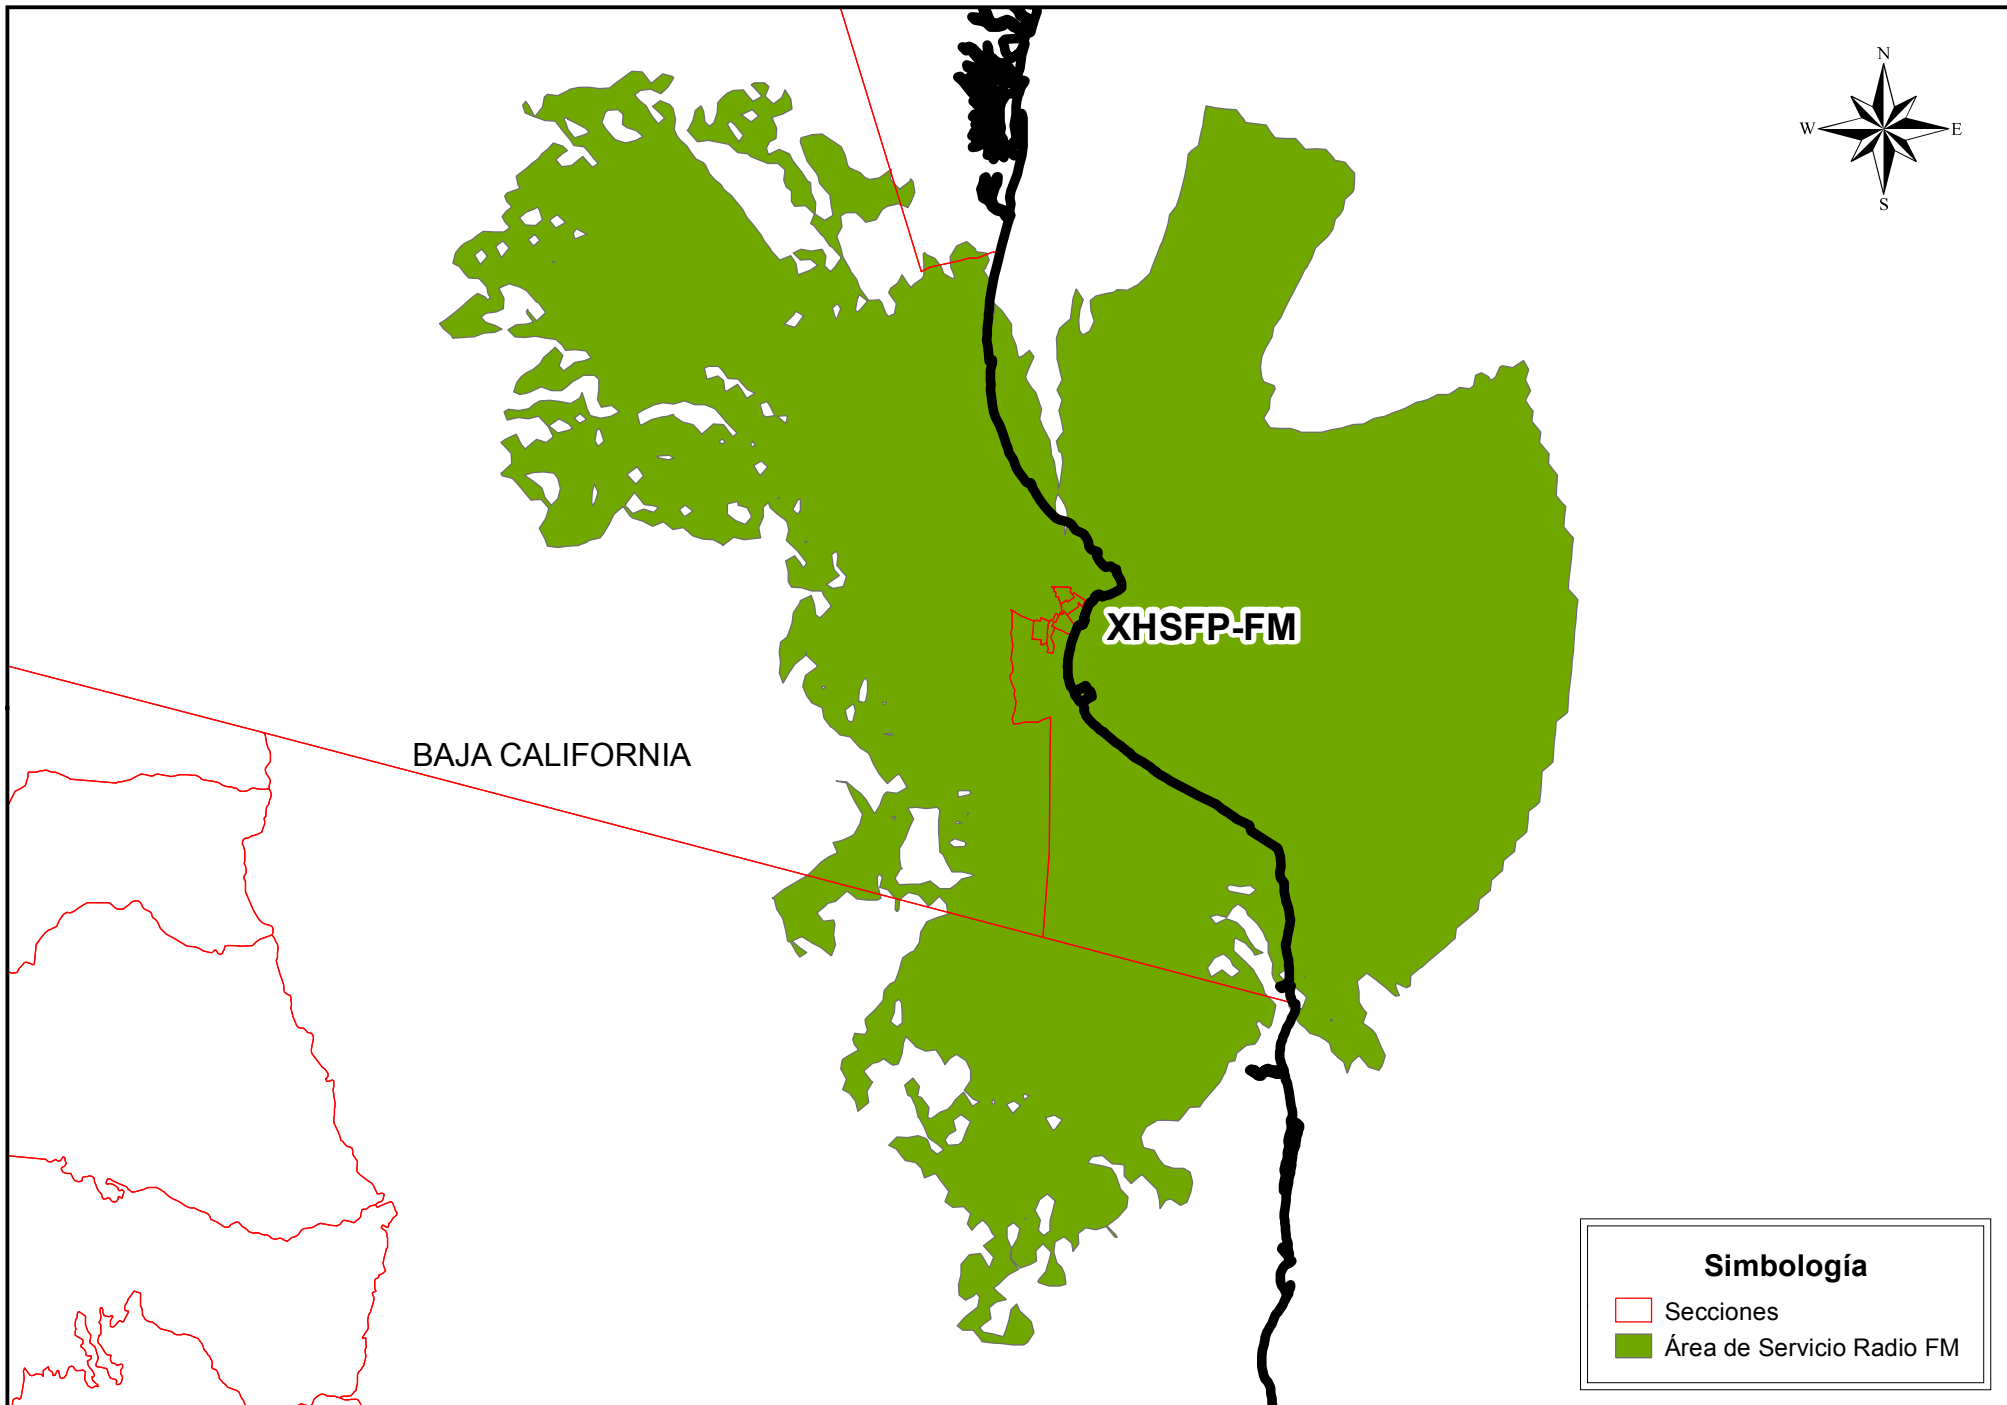 N
W E
S
XHSFP-FM
BAJA CALIFORNIA
Simbología
Secciones
Área de Servicio Radio FM